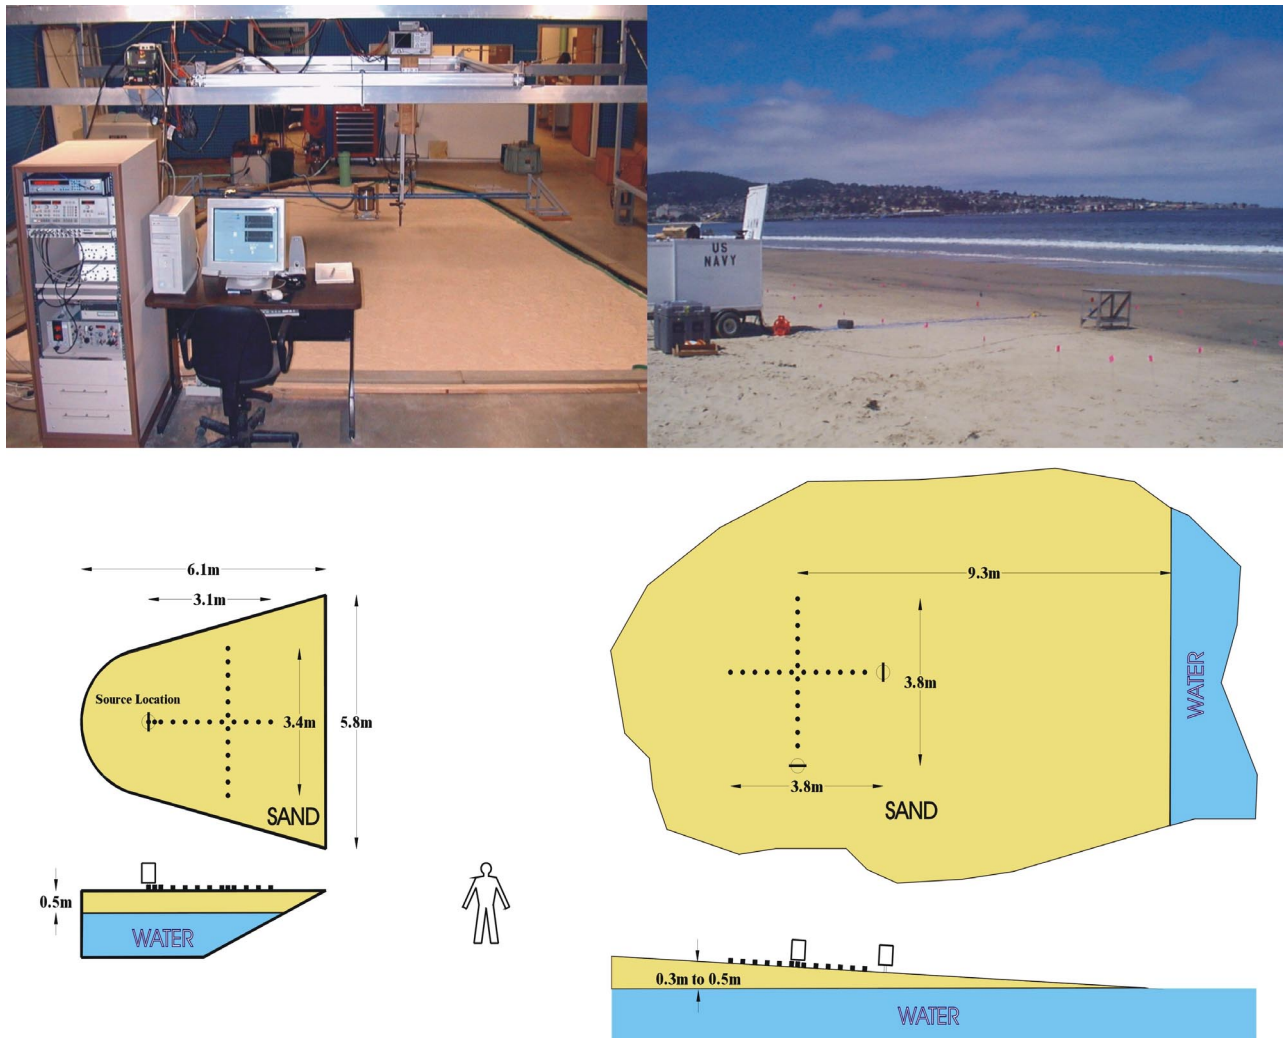 US
NAVY
6.1m
3.1m
Source Location
3.4m
5.8m
SAND
0.5m
WATER
9.3m
3.8m
3.8m
SAND
WATER
0.3m to 0.5m
WATER